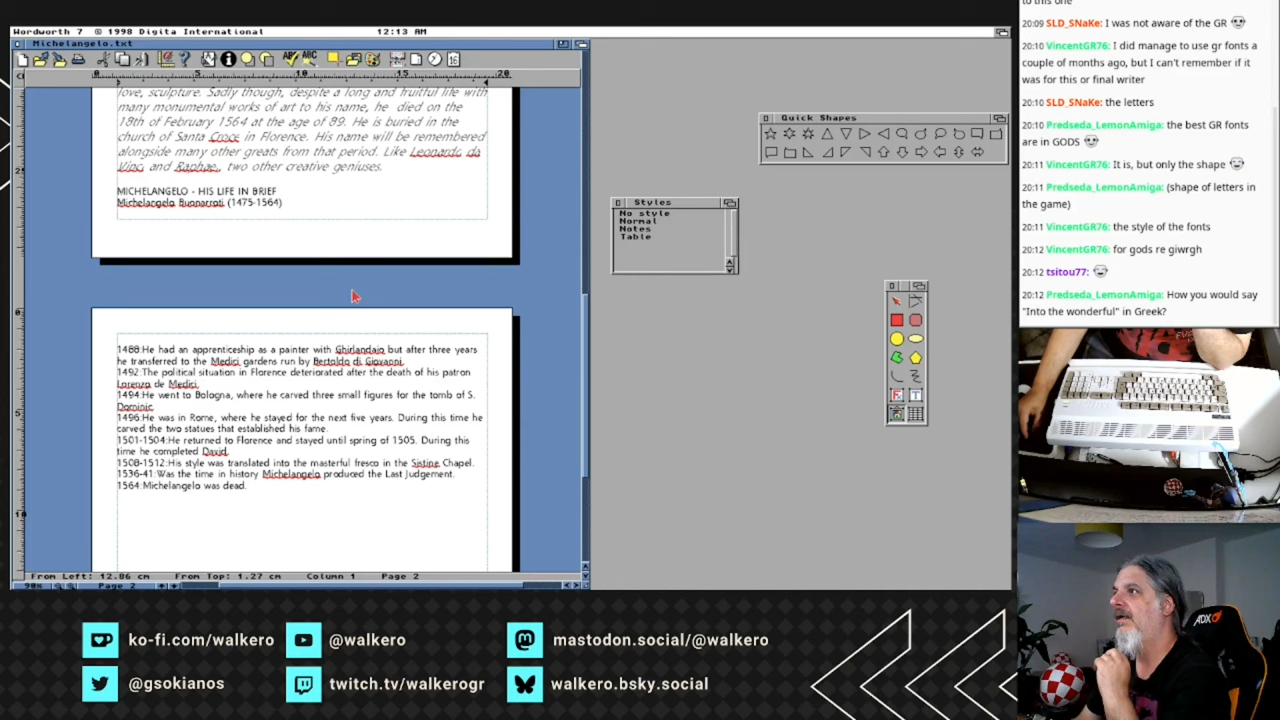 Wordworth 7 © 1998 Digita International 12:13 AM
Michelangelo.txt
0 5 10 15 20
love, sculpture. Sadly though, despite a long and fruitful life with
many monumental works of art to his name, he died on the
18th of February 1564 at the age of 89. He is buried in the
church of Santa Croce in Florence. His name will be remembered
alongside many other greats from that period. Like Leonardo da
Vinci and Raphael, two other creative geniuses.
MICHELANGELO - HIS LIFE IN BRIEF
Michelangelo Buonarroti (1475-1564)
1488:He had an apprenticeship as a painter with Ghirlandaio but after three years
he transferred to the Medici gardens run by Bertoldo di Giovanni.
1492:The political situation in Florence deteriorated after the death of his patron
Lorenzo de Medici.
1494:He went to Bologna, where he carved three small figures for the tomb of S.
Dominic.
1496:He was in Rome, where he stayed for the next five years. During this time he
carved the two statues that established his fame.
1501-1504:He returned to Florence and stayed until spring of 1505. During this
time he completed David.
1508-1512:His style was translated into the masterful fresco in the Sistine Chapel.
1536-41:Was the time in history Michelangelo produced the Last Judgement.
1564:Michelangelo was dead.
From Left: 12.86 cm From Top: 1.27 cm Column 1 Page 2
98% Page 2
Quick Shapes
Styles
No style
Normal
Notes
Table
to this one
20:09 SLD_SNaKe: I was not aware of the GR
20:10 VincentGR76: I did manage to use gr fonts a
couple of months ago, but I can't remember if it
was for this or final writer
20:10 SLD_SNaKe: the letters
20:10 Predseda_LemonAmiga: the best GR fonts
are in GODS
20:11 VincentGR76: It is, but only the shape
20:11 Predseda_LemonAmiga: (shape of letters in
the game)
20:11 VincentGR76: the style of the fonts
20:12 VincentGR76: for gods re giwrgh
20:12 tsitou77:
20:12 Predseda_LemonAmiga: How you would say
"Into the wonderful" in Greek?
ADX
ko-fi.com/walkero
@walkero
mastodon.social/@walkero
@gsokianos
twitch.tv/walkerogr
walkero.bsky.social